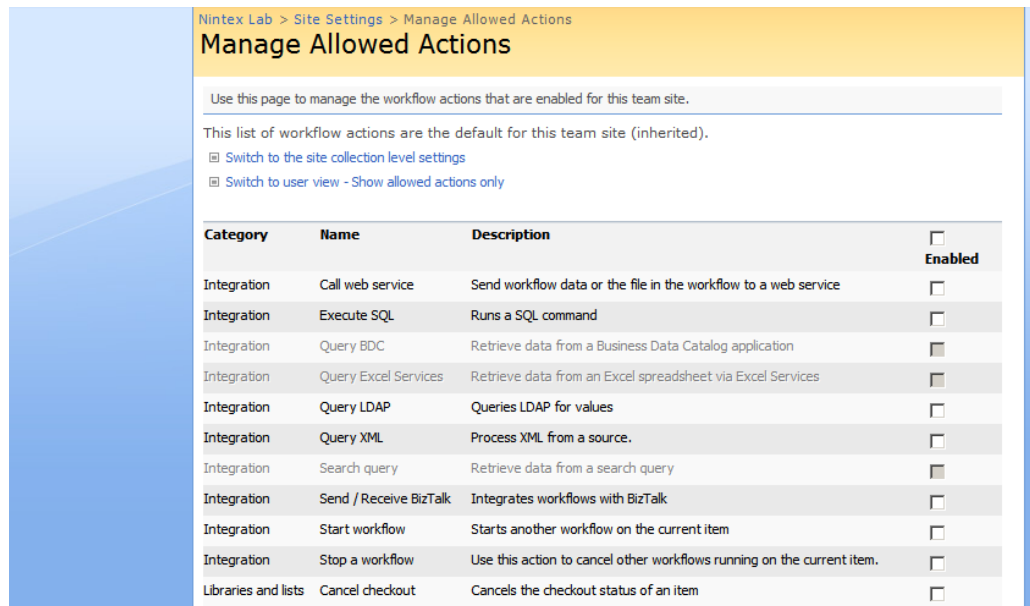 Nintex Lab > Site Settings > Manage Allowed Actions
Manage Allowed Actions
Use this page to manage the workflow actions that are enabled for this team site.
This list of workflow actions are the default for this team site (inherited).
Switch to the site collection level settings
Switch to user view - Show allowed actions only
Category Name Description
Enabled
Integration Call web service Send workflow data or the file in the workflow to a web service
Integration Execute SQL Runs a SQL command
Integration Query BDC Retrieve data from a Business Data Catalog application
Integration Query Excel Services Retrieve data from an Excel spreadsheet via Excel Services
Integration Query LDAP Queries LDAP for values
Integration Query XML Process XML from a source.
Integration Search query Retrieve data from a search query
Integration Send / Receive BizTalk Integrates workflows with BizTalk
Integration Start workflow Starts another workflow on the current item
Integration Stop a workflow Use this action to cancel other workflows running on the current item.
Libraries and lists Cancel checkout Cancels the checkout status of an item